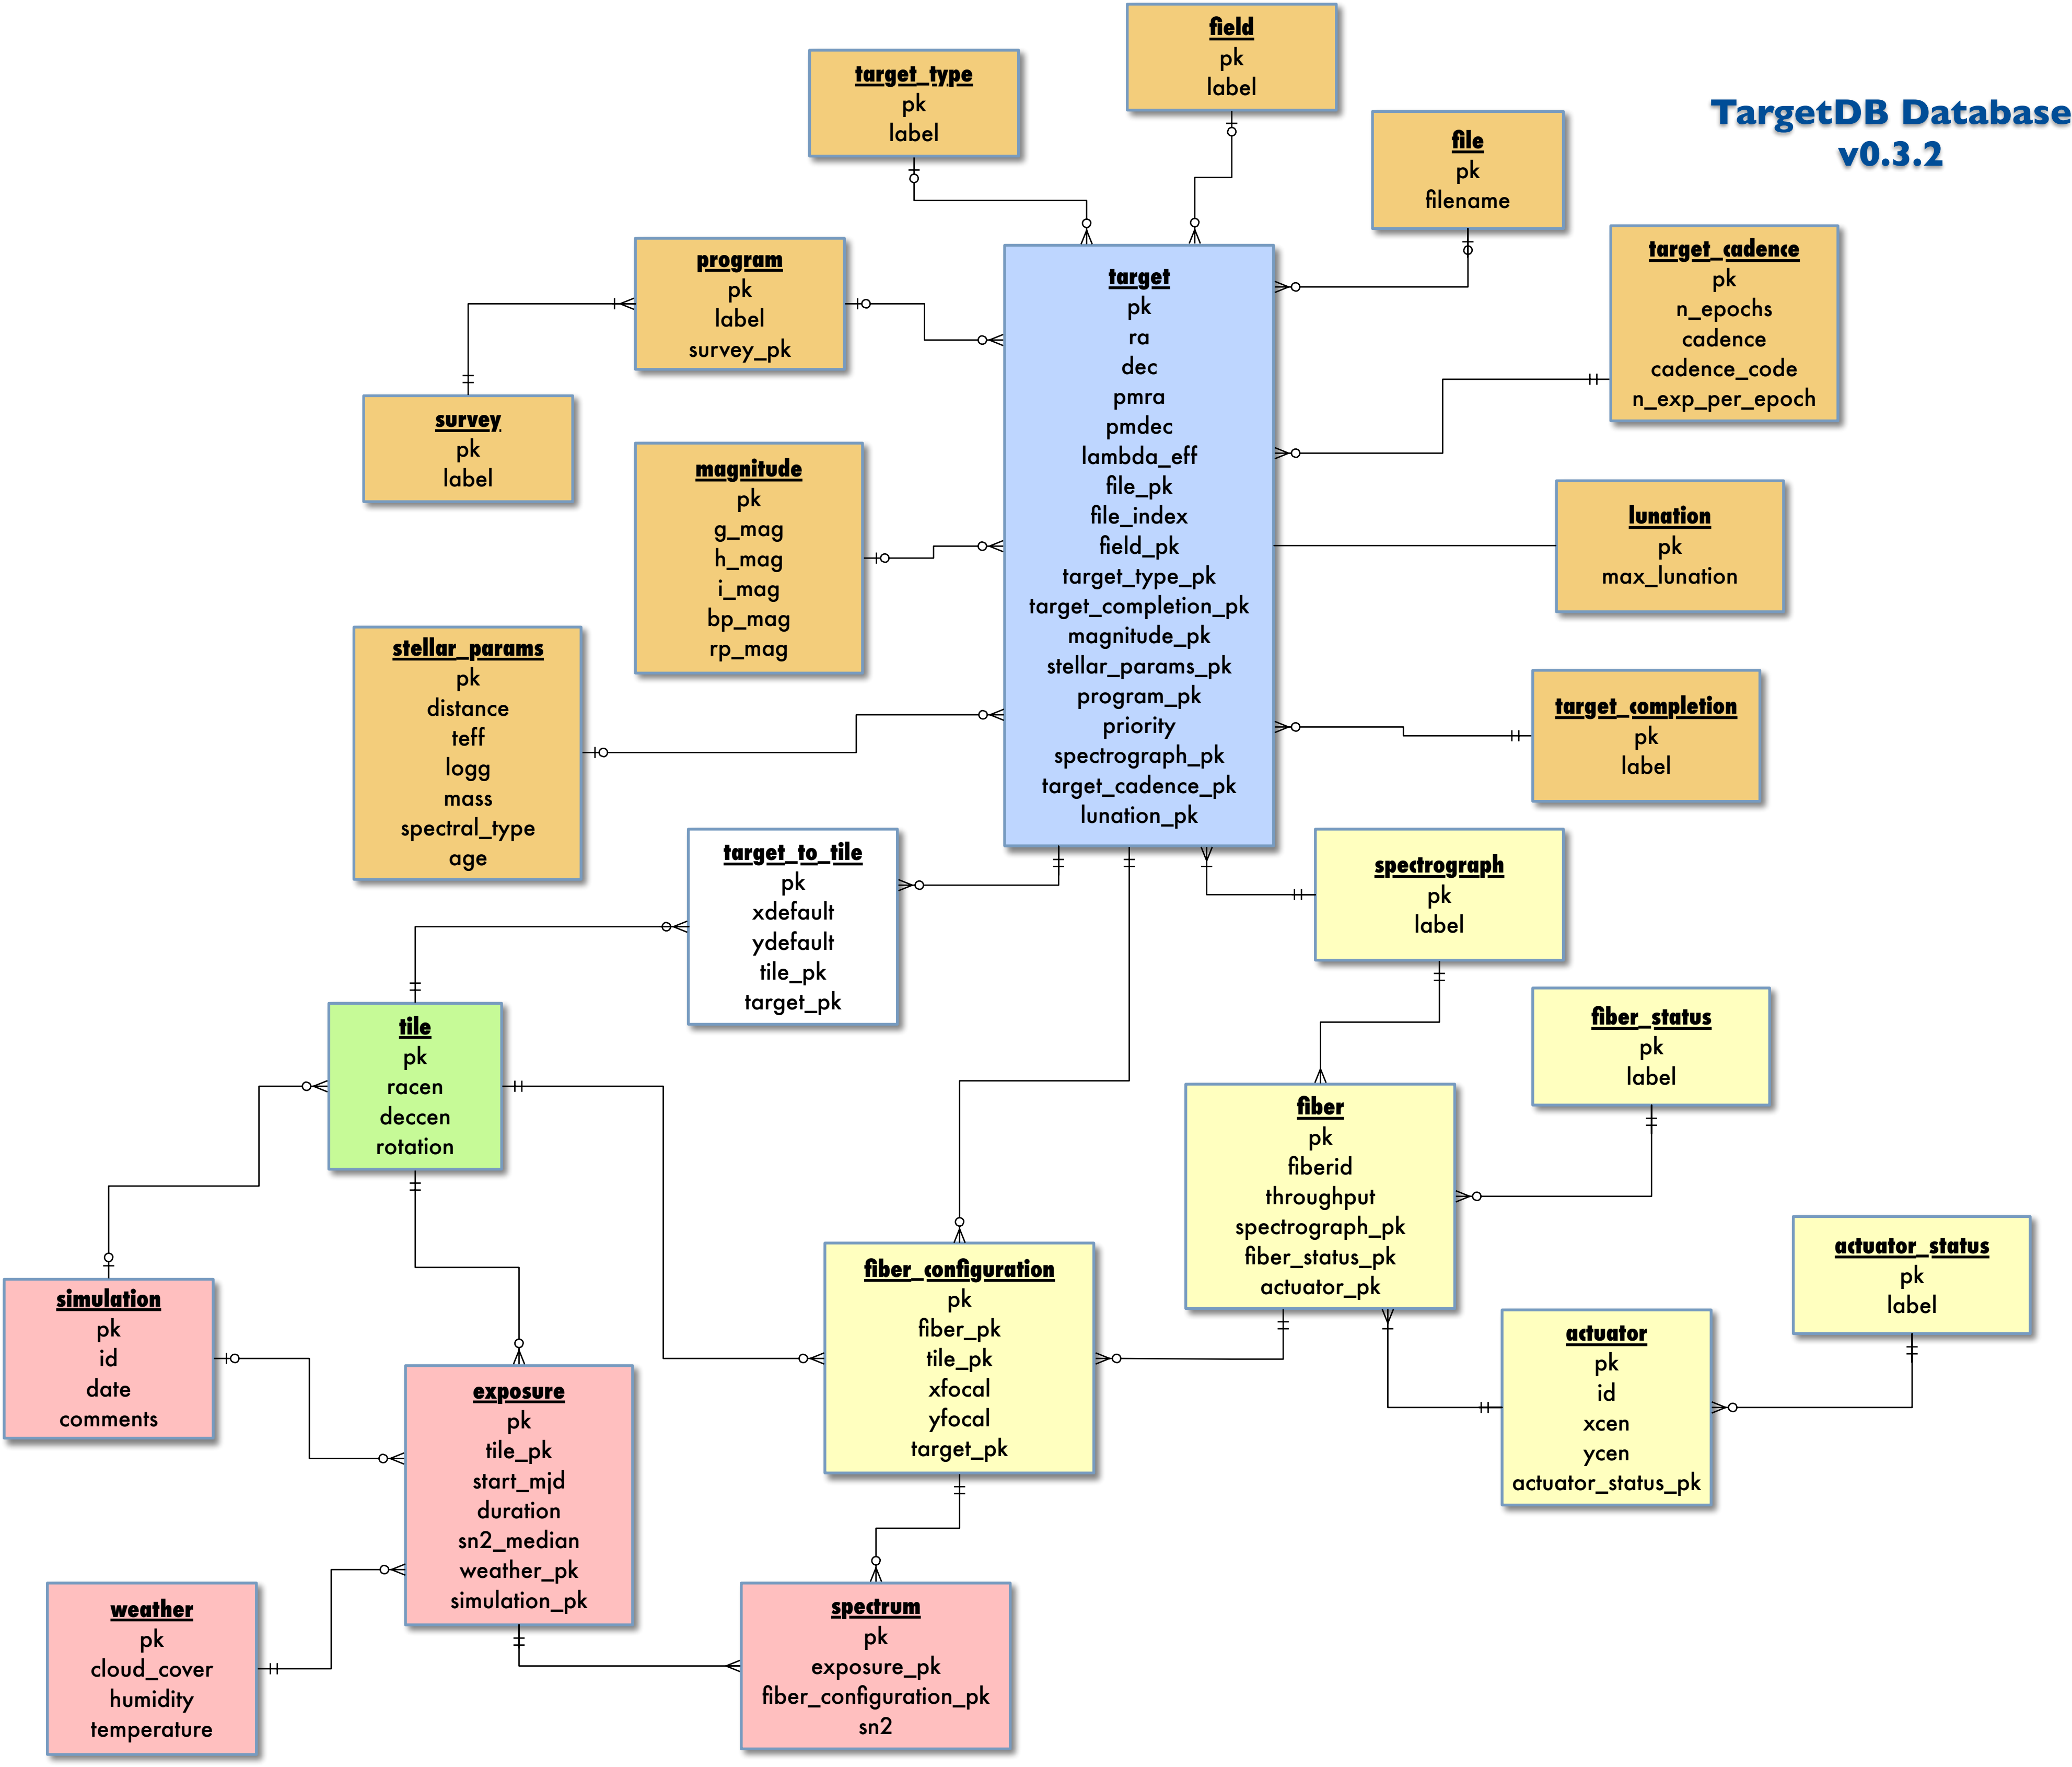 field
pk
label
target_type
pk
label
TargetDB Database
v0.3.2
file
pk
filename
program
pk
label
survey_pk
target_cadence
pk
n_epochs
cadence
cadence_code
n_exp_per_epoch
target
pk
ra
dec
pmra
pmdec
lambda_eff
file_pk
file_index
field_pk
target_type_pk
target_completion_pk
magnitude_pk
stellar_params_pk
program_pk
priority
spectrograph_pk
target_cadence_pk
lunation_pk
survey
pk
label
magnitude
pk
g_mag
h_mag
i_mag
bp_mag
rp_mag
lunation
pk
max_lunation
stellar_params
pk
distance
teff
logg
mass
spectral_type
age
target_completion
pk
label
target_to_tile
pk
xdefault
ydefault
tile_pk
target_pk
spectrograph
pk
label
tile
pk
racen
deccen
rotation
fiber_status
pk
label
fiber
pk
fiberid
throughput
spectrograph_pk
fiber_status_pk
actuator_pk
actuator_status
pk
label
fiber_configuration
pk
fiber_pk
tile_pk
xfocal
yfocal
target_pk
simulation
pk
id
date
comments
actuator
pk
id
xcen
ycen
actuator_status_pk
exposure
pk
tile_pk
start_mjd
duration
sn2_median
weather_pk
simulation_pk
weather
pk
cloud_cover
humidity
temperature
spectrum
pk
exposure_pk
fiber_configuration_pk
sn2